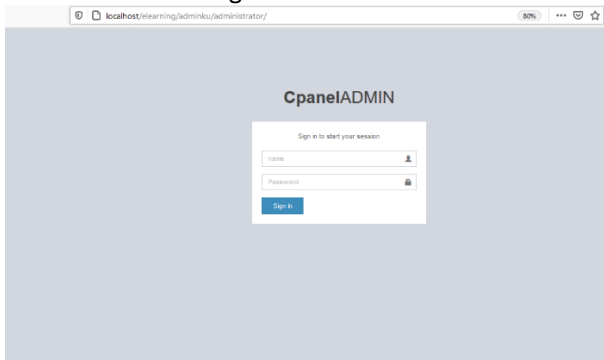 localhost/elearning/adminku/administrator/
80%
CpanelADMIN
Sign in to start your session
name
Password
Sign In